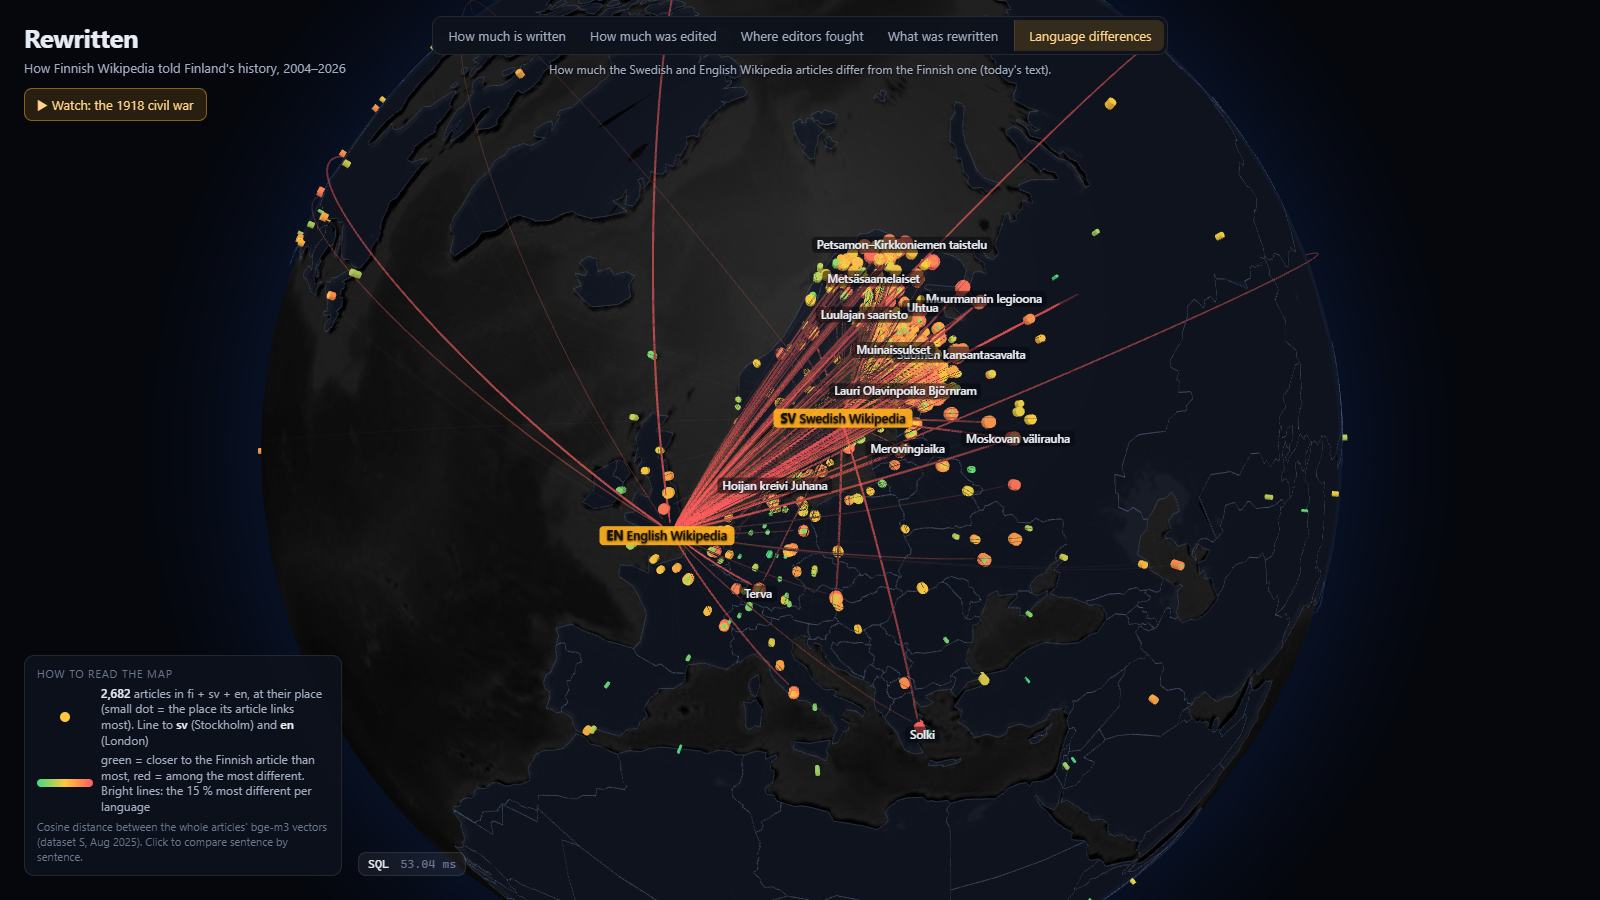 Rewritten
How Finnish Wikipedia told Finland's history, 2004–2026
▶ Watch: the 1918 civil war
How much is written
How much was edited
Where editors fought
What was rewritten
Language differences
How much the Swedish and English Wikipedia articles differ from the Finnish one (today's text).
Petsamon–Kirkkoniemen taistelu
Metsäsaamelaiset
Muurmannin legioona
Uhtua
Luulajan saaristo
Muinaissukset
kansantasavalta
Lauri Olavinpoika Björnram
SV Swedish Wikipedia
Moskovan välirauha
Merovingiaika
Hoijan kreivi Juhana
EN English Wikipedia
Terva
Solki
HOW TO READ THE MAP
2,682 articles in fi + sv + en, at their place
(small dot = the place its article links
most). Line to sv (Stockholm) and en
(London)
green = closer to the Finnish article than
most, red = among the most different.
Bright lines: the 15 % most different per
language
Cosine distance between the whole articles' bge-m3 vectors
(dataset S, Aug 2025). Click to compare sentence by
sentence.
SQL 53.04 ms